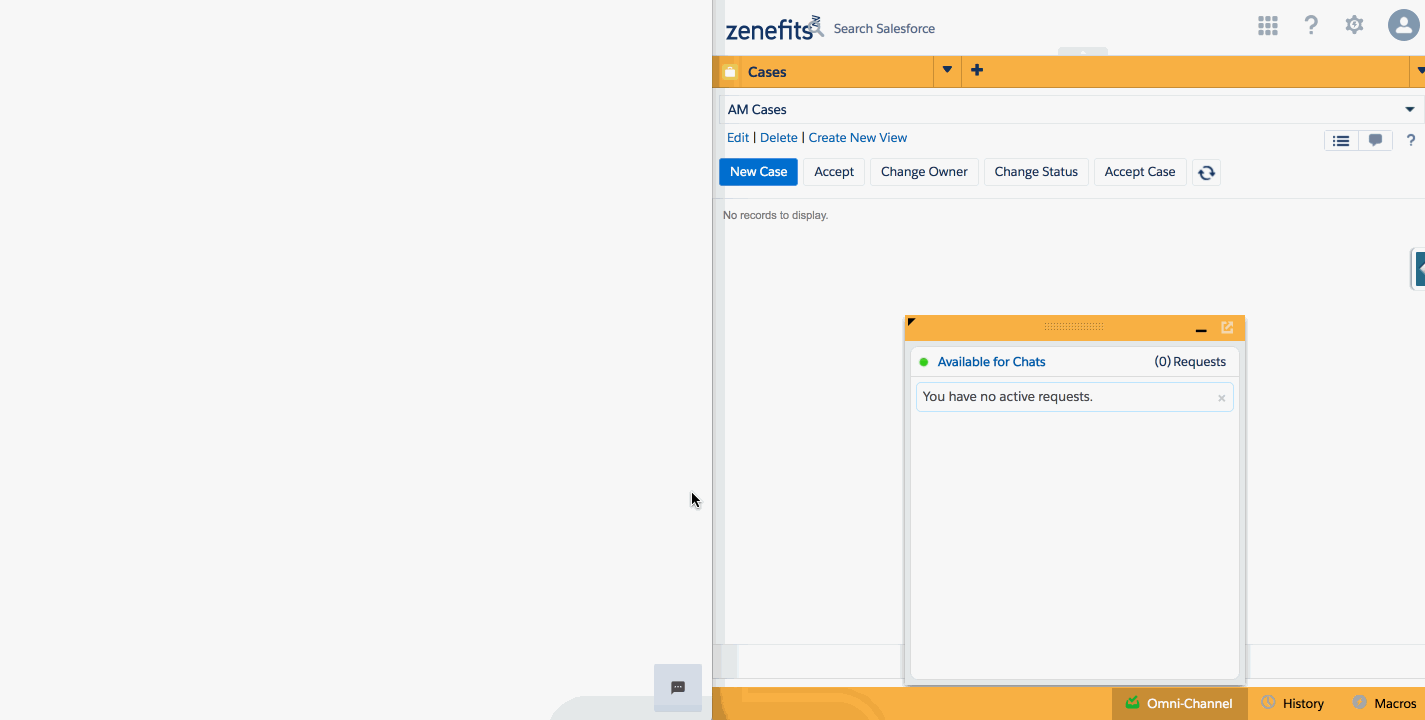 zenefits
Search Salesforce
?
Cases
AM Cases
Edit | Delete | Create New View
?
New Case
Accept
Change Owner
Change Status
Accept Case
No records to display.
Available for Chats
(0) Requests
You have no active requests.
Omni-Channel
History
Macros